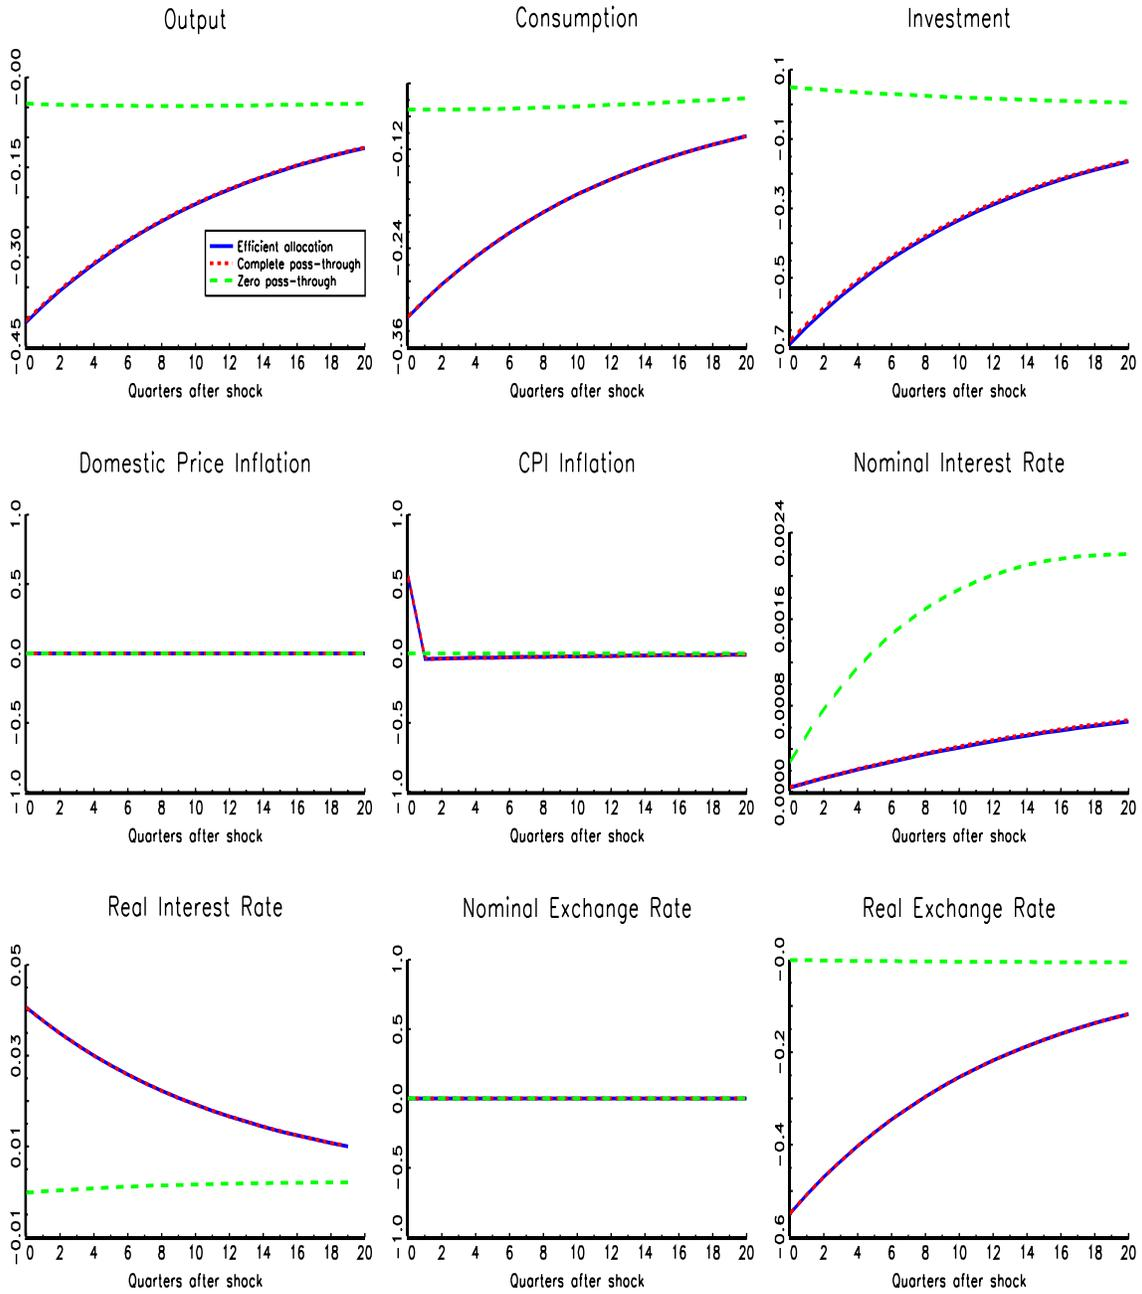 Output
Consumption
Investment
-0.00
-0.15
-0.30
-0.45
-0.12
-0.24
-0.36
0.1
-0.1
-0.3
-0.5
-0.7
Efficient allocation
Complete pass-through
Zero pass-through
0 2 4 6 8 10 12 14 16 18 20
0 2 4 6 8 10 12 14 16 18 20
0 2 4 6 8 10 12 14 16 18 20
Quarters after shock
Quarters after shock
Quarters after shock
Domestic Price Inflation
CPI Inflation
Nominal Interest Rate
1.0
0.5
0.0
-0.5
-1.0
1.0
0.5
0.0
-0.5
-1.0
0.0024
0.0016
0.0008
0.0000
0 2 4 6 8 10 12 14 16 18 20
0 2 4 6 8 10 12 14 16 18 20
0 2 4 6 8 10 12 14 16 18 20
Quarters after shock
Quarters after shock
Quarters after shock
Real Interest Rate
Nominal Exchange Rate
Real Exchange Rate
0.05
0.03
0.01
-0.01
1.0
0.5
0.0
-0.5
-1.0
-0.0
-0.2
-0.4
-0.6
0 2 4 6 8 10 12 14 16 18 20
0 2 4 6 8 10 12 14 16 18 20
0 2 4 6 8 10 12 14 16 18 20
Quarters after shock
Quarters after shock
Quarters after shock